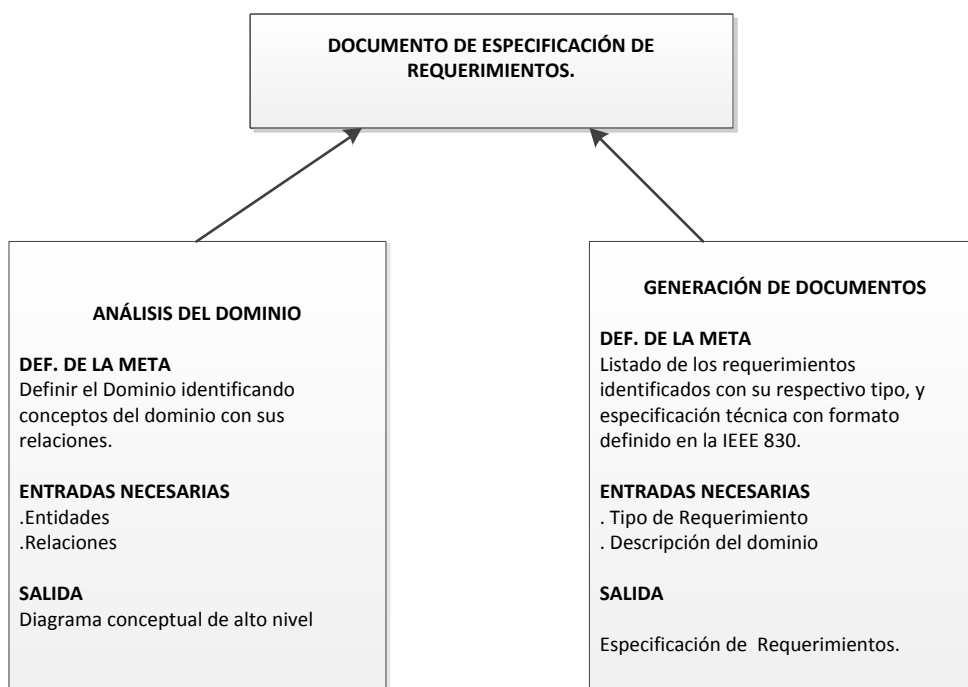 DOCUMENTO DE ESPECIFICACIÓN DE
REQUERIMIENTOS.
ANÁLISIS DEL DOMINIO
DEF. DE LA META
Definir el Dominio identificando
conceptos del dominio con sus
relaciones.
ENTRADAS NECESARIAS
.Entidades
.Relaciones
SALIDA
Diagrama conceptual de alto nivel
GENERACIÓN DE DOCUMENTOS
DEF. DE LA META
Listado de los requerimientos
identificados con su respectivo tipo, y
especificación técnica con formato
definido en la IEEE 830.
ENTRADAS NECESARIAS
. Tipo de Requerimiento
. Descripción del dominio
SALIDA
Especificación de  Requerimientos.